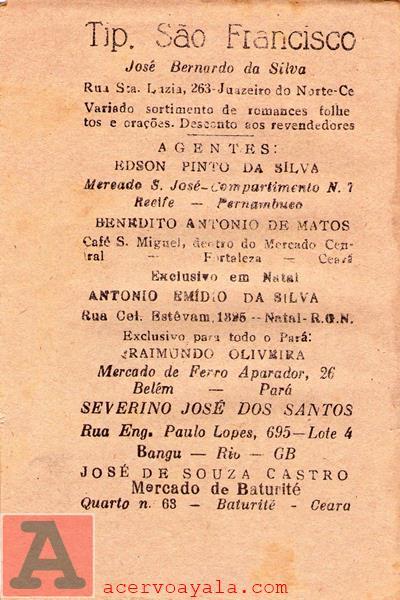 Tip. São Francisco
José Bernardo da Silva
Rua Sta. Luzia, 263-Juazeiro do Norte-Ce
Variado sortimento de romances folhe
tos e orações. Desconto aos revendedores
AGENTES:
EDSON PINTO DA SILVA
Mercado S. José-Compartimento N. 7
Recife — Pernambuco
BENEDITO ANTONIO DE MATOS
Café S. Miguel, dentro do Mercado Cen-
tral — Fortaleza — Ceará
Exclusivo em Natal
ANTONIO EMÍDIO DA SILVA
Rua Cel. Estêvam, 1325 -- Natal- R.G.N.
Exclusivo para todo o Pará:
RAIMUNDO OLIVEIRA
Mercado de Ferro Aparador, 26
Belém — Pará
SEVERINO JOSÉ DOS SANTOS
Rua Eng. Paulo Lopes, 695—Lote 4
Bangu — Rio — GB
JOSÉ DE SOUZA CASTRO
Mercado de Baturité
Quarto n. 63 - Baturité - Ceara
A
acervoayala.com